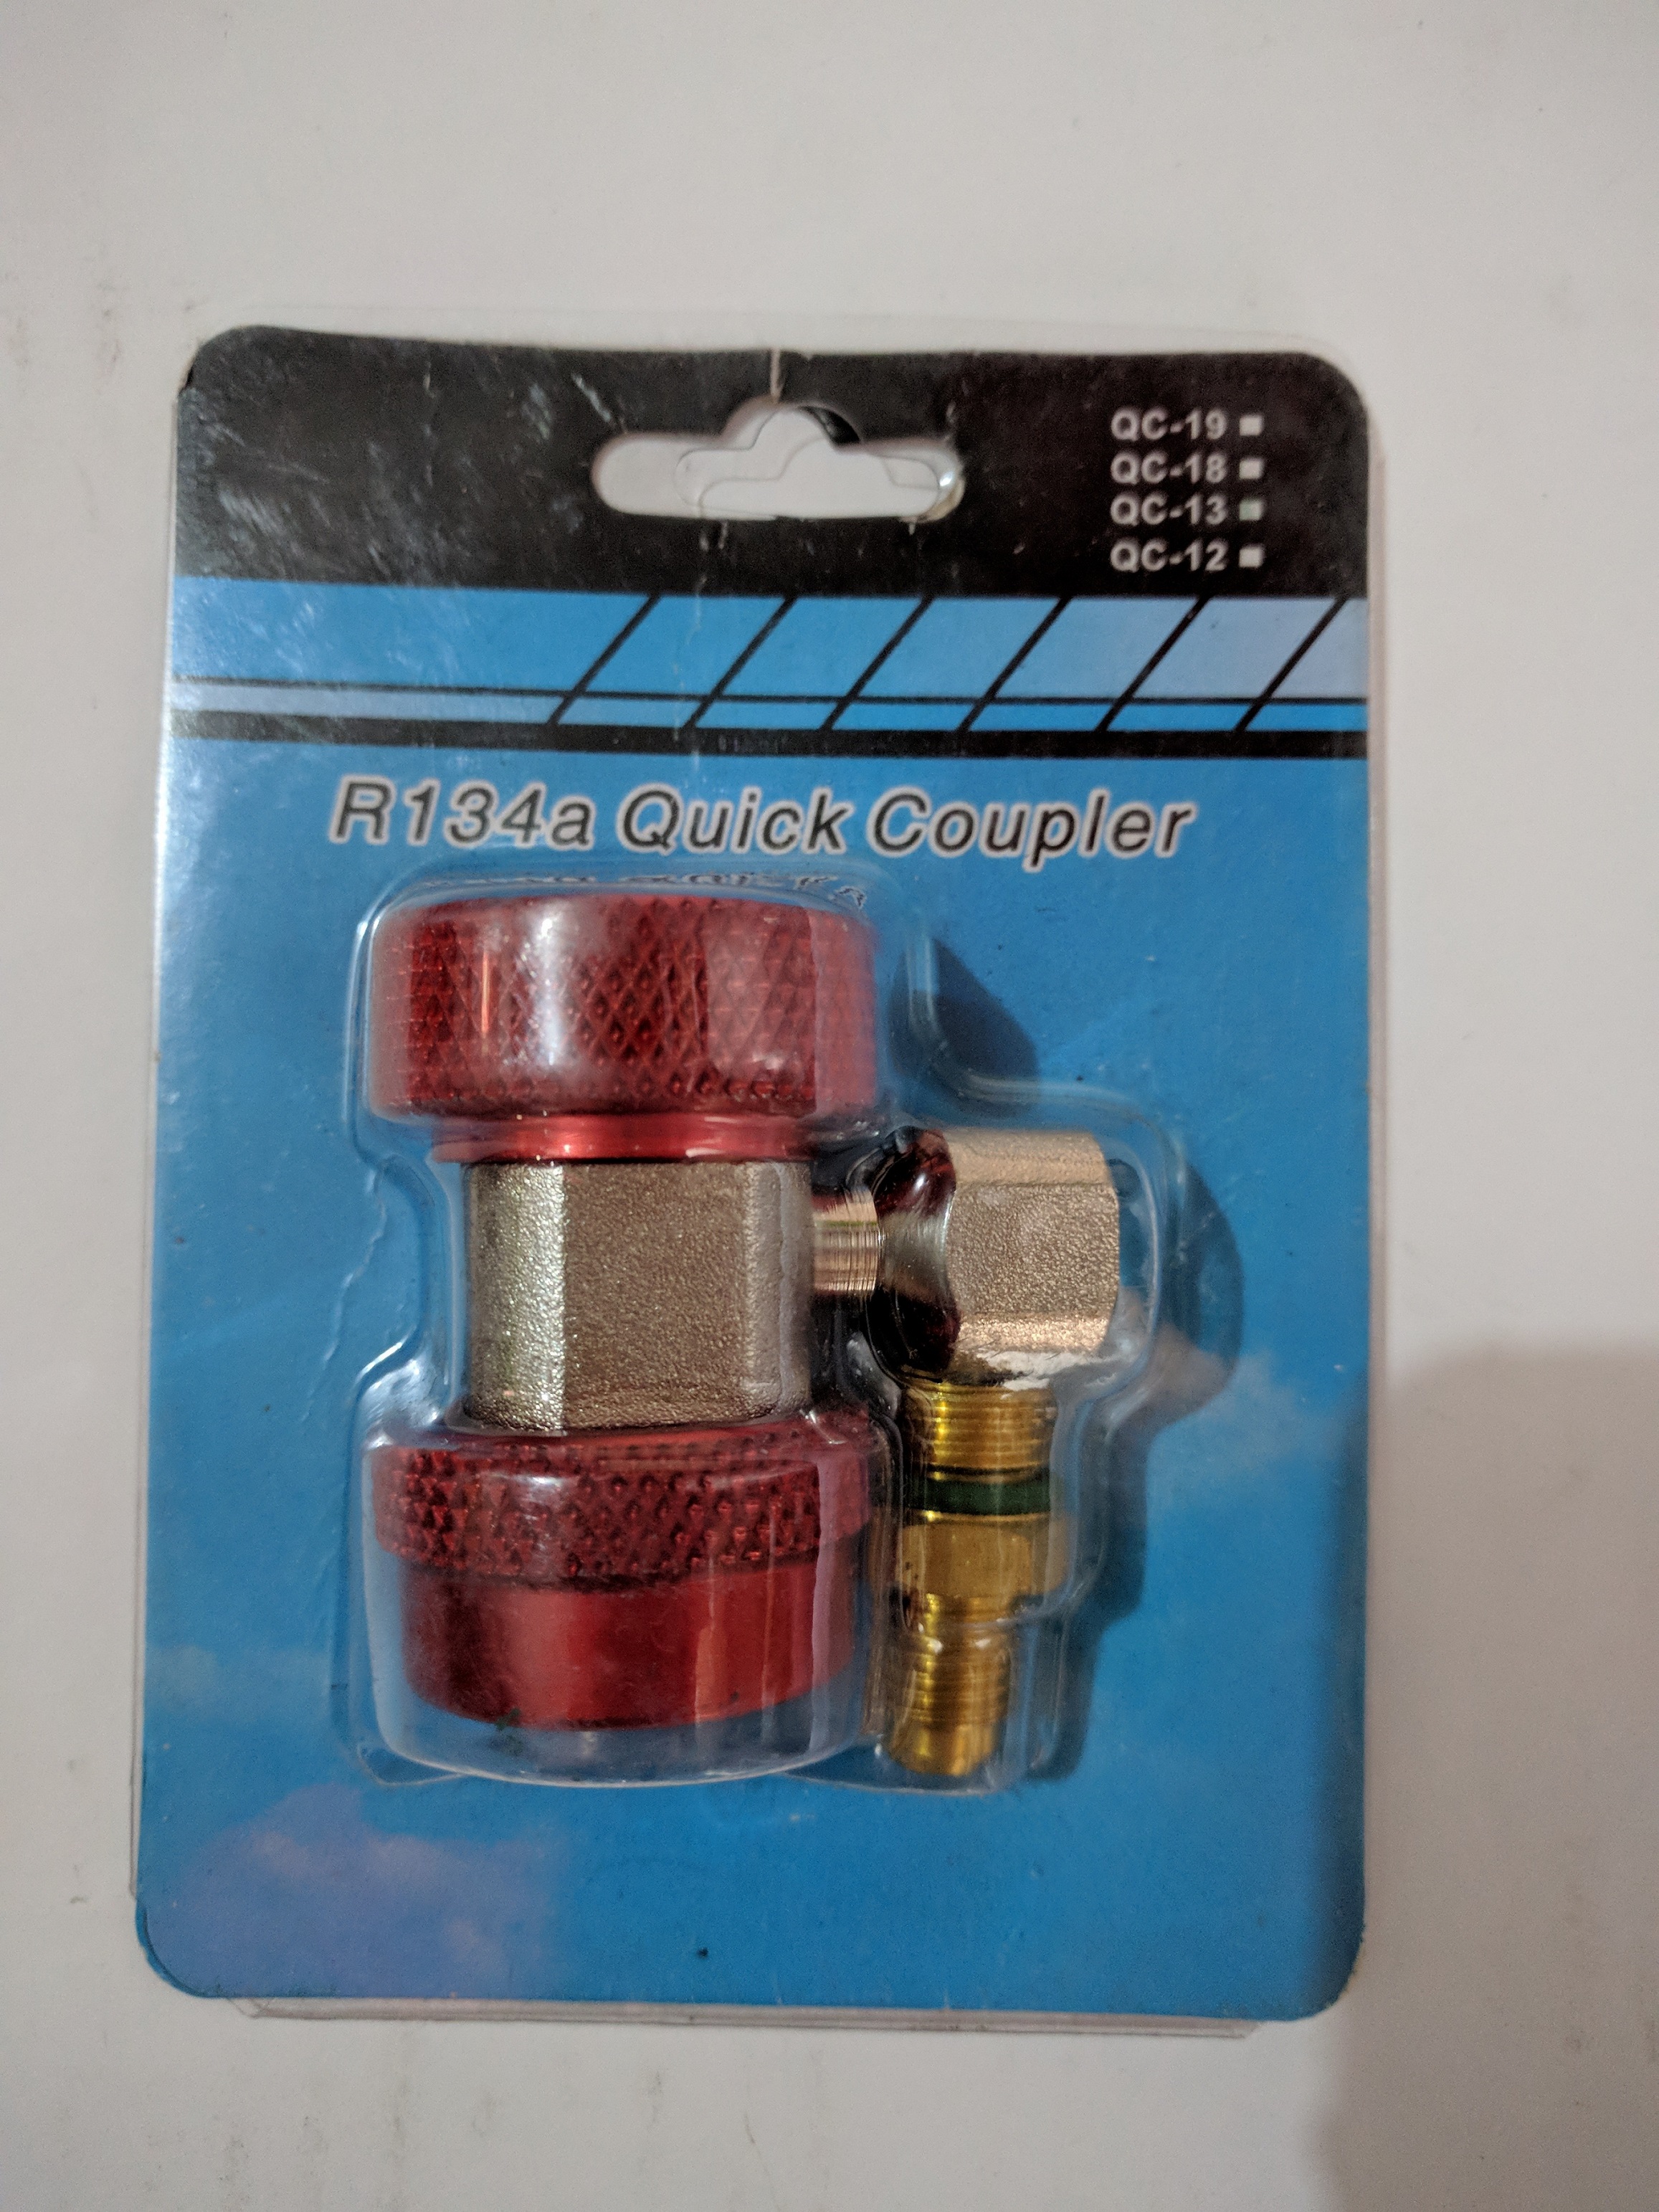 QC-19
QC-18
QC-13
QC-12
R134a Quick Coupler